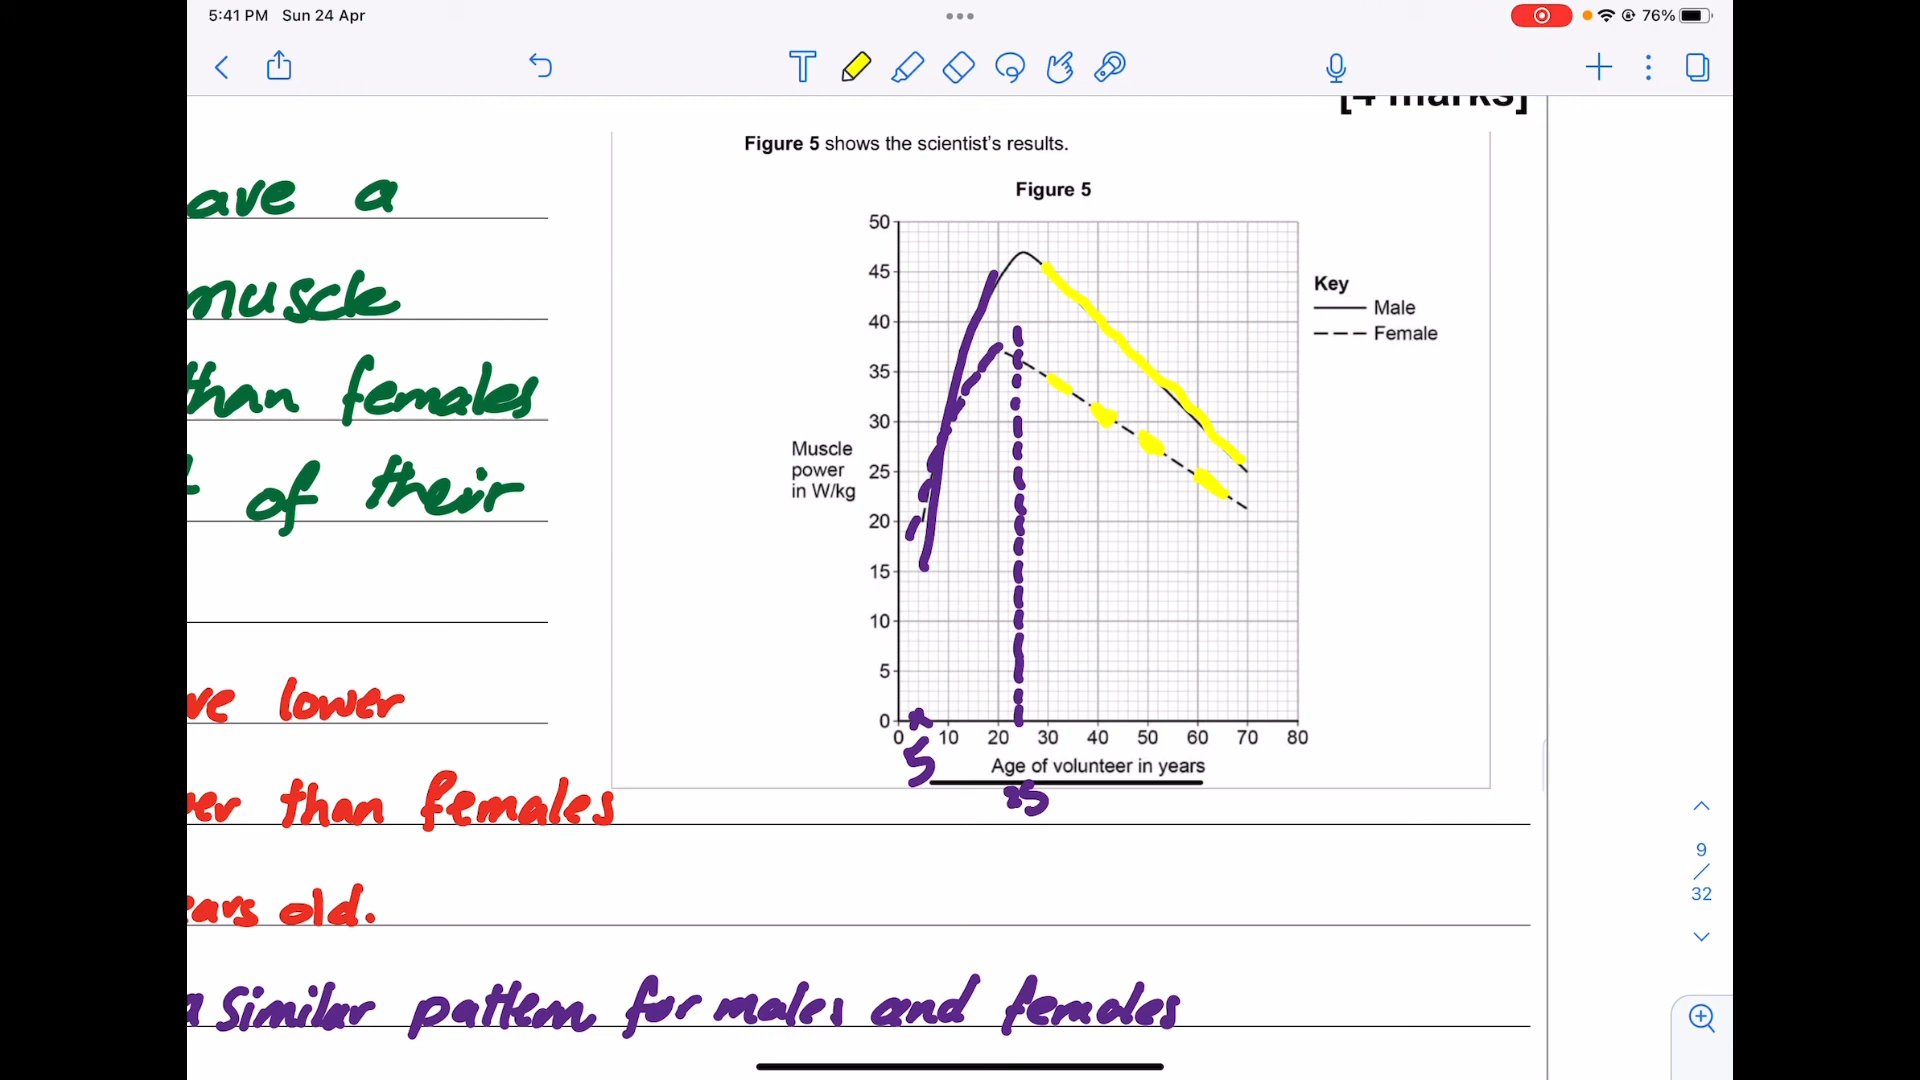 5:41 PM Sun 24 Apr
76%
[4 marks]
Figure 5 shows the scientist's results.
Figure 5
ave a
muscle
than females
of their
ve lower
er than females
ears old.
a similar pattern for males and females
50
45
40
35
30
25
20
15
10
5
0
Muscle
power
in W/kg
0 10 20 30 40 50 60 70 80
Age of volunteer in years
5
25
Key
Male
Female
9
/
32